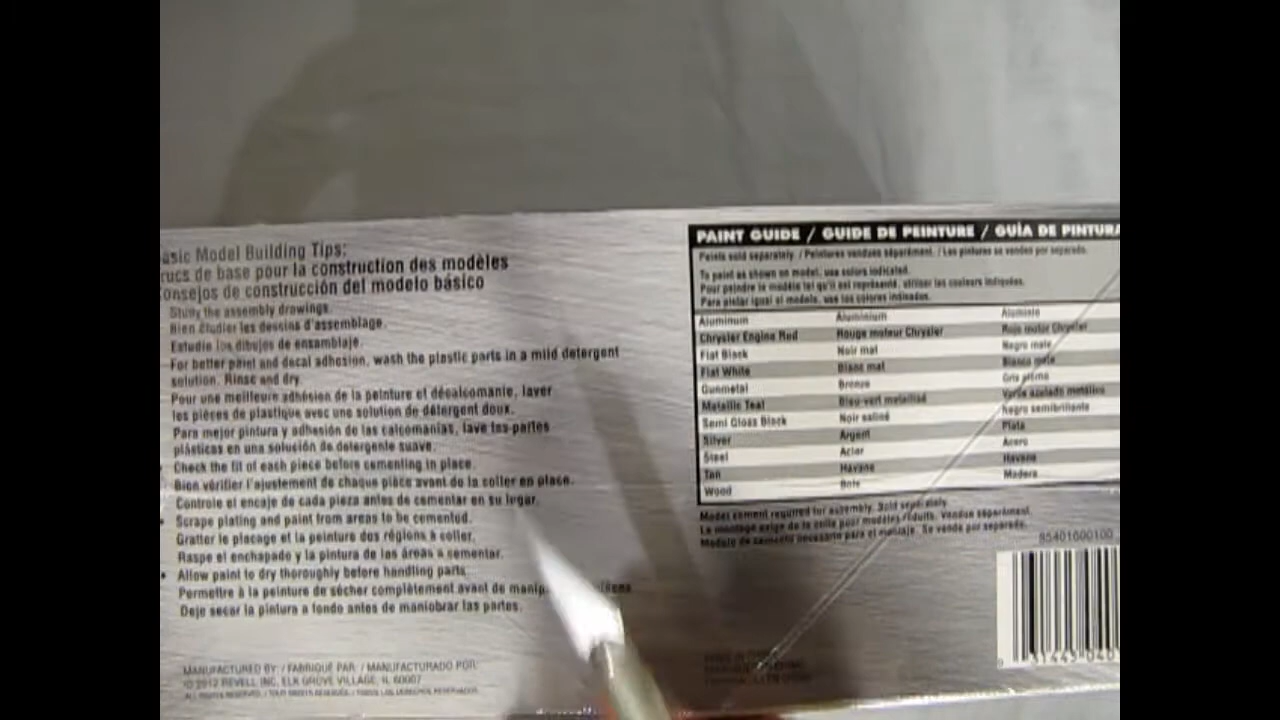 asic Model Building Tips:
rucs de base pour la construction des modèles
onsejos de construcción del modelo básico
Study the assembly drawings.
Bien étudier les dessins d'assemblage.
Estudie los dibujos de ensamblaje.
For better paint and decal adhesion, wash the plastic parts in a mild detergent
solution. Rinse and dry.
Pour une meilleure adhésion de la peinture et décalcomanie, laver
les pièces de plastique avec une solution de détergent doux.
Para mejor pintura y adhesión de las calcomanías, lave las partes
plásticas en una solución de detergente suave.
Check the fit of each piece before cementing in place.
Bien vérifier l'ajustement de chaque pièce avant de la coller en place.
Controle el encaje de cada pieza antes de cementar en su lugar.
• Scrape plating and paint from areas to be cemented.
Gratter le placage et la peinture des régions à coller.
Raspe el enchapado y la pintura de las áreas a cementar.
• Allow paint to dry thoroughly before handling parts.
Permettre à la peinture de sécher complètement avant de manip
Deje secar la pintura a fondo antes de maniobrar las partes.
MANUFACTURED BY: / FABRIQUÉ PAR: / MANUFACTURADO POR:
© 2012 REVELL INC, ELK GROVE VILLAGE, IL 60007
ALL RIGHTS RESERVED. / TOUS DROITS RESERVÉS. / TODOS LOS DERECHOS RESERVADOS.
PAINT GUIDE / GUIDE DE PEINTURE / GUÍA DE PINTURA
Paints sold separately. / Peintures vendues séparément. / Las pinturas se venden por separado.
To paint as shown on model, use colors indicated.
Pour peindre le modèle tel qu'il est représenté, utiliser les couleurs indiquées.
Para pintar igual al modelo, use los colores indicados.
Aluminum Aluminium Aluminio
Chrysler Engine Red Rouge moteur Chrysler Rojo motor Chrysler
Flat Black Noir mat Negro mate
Flat White Blanc mat Blanco mate
Gunmetal Bronze Gris plomo
Metallic Teal Bleu-vert metallisé Verde azulado metálico
Semi Gloss Black Noir satiné Negro semibrillante
Silver Argent Plata
Steel Acier Acero
Tan Havane Havane
Wood Bois Madera
Model cement required for assembly. Sold separately.
Le montage exige de la colle pour modèles réduits. Vendue séparément.
Modelo de cemento necesario para el montaje. Se vende por separado.
85401600100